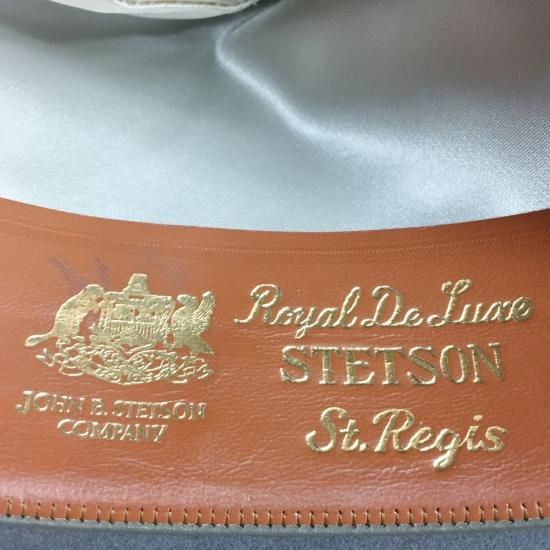 JOHN B. STETSON
COMPANY
Royal De Luxe
STETSON
St. Regis